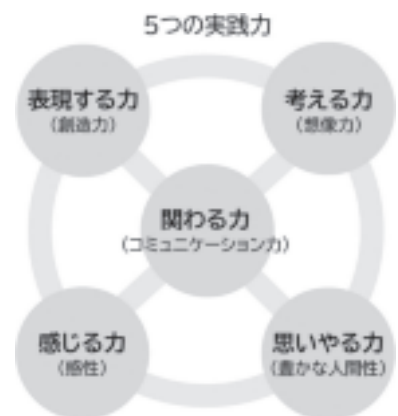 5つの実践力
表現する力
（創造力）
考える力
（想像力）
関わる力
（コミュニケーション力）
感じる力
（感性）
思いやる力
（豊かな人間性）